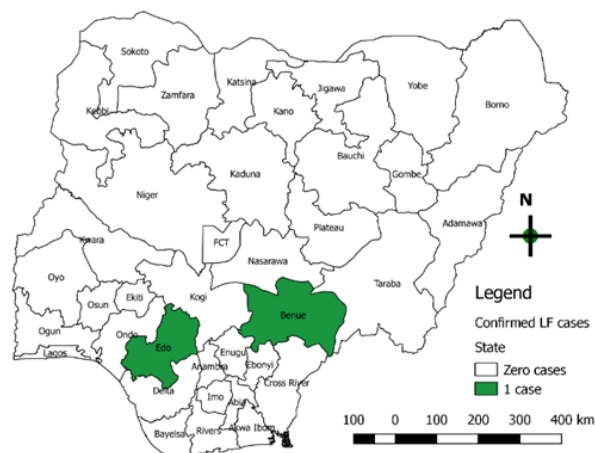 Sokoto
Katsina
Jigawa
Yobe
Borno
Kebbi
Zamfara
Kano
Bauchi
Gombe
Kaduna
Niger
Adamawa
N
Plateau
Kwara
FCT
Nasarawa
Taraba
Oyo
Osun
Ekiti
Kogi
Benue
Ogun
Ondo
Edo
Lagos
Anambra
Enugu
Ebonyi
Cross River
Delta
Imo
Abia
Bayelsa
Rivers
Akwa Ibom
Legend
Confirmed LF cases
State
Zero cases
1 case
100 0 100 200 300 400 km